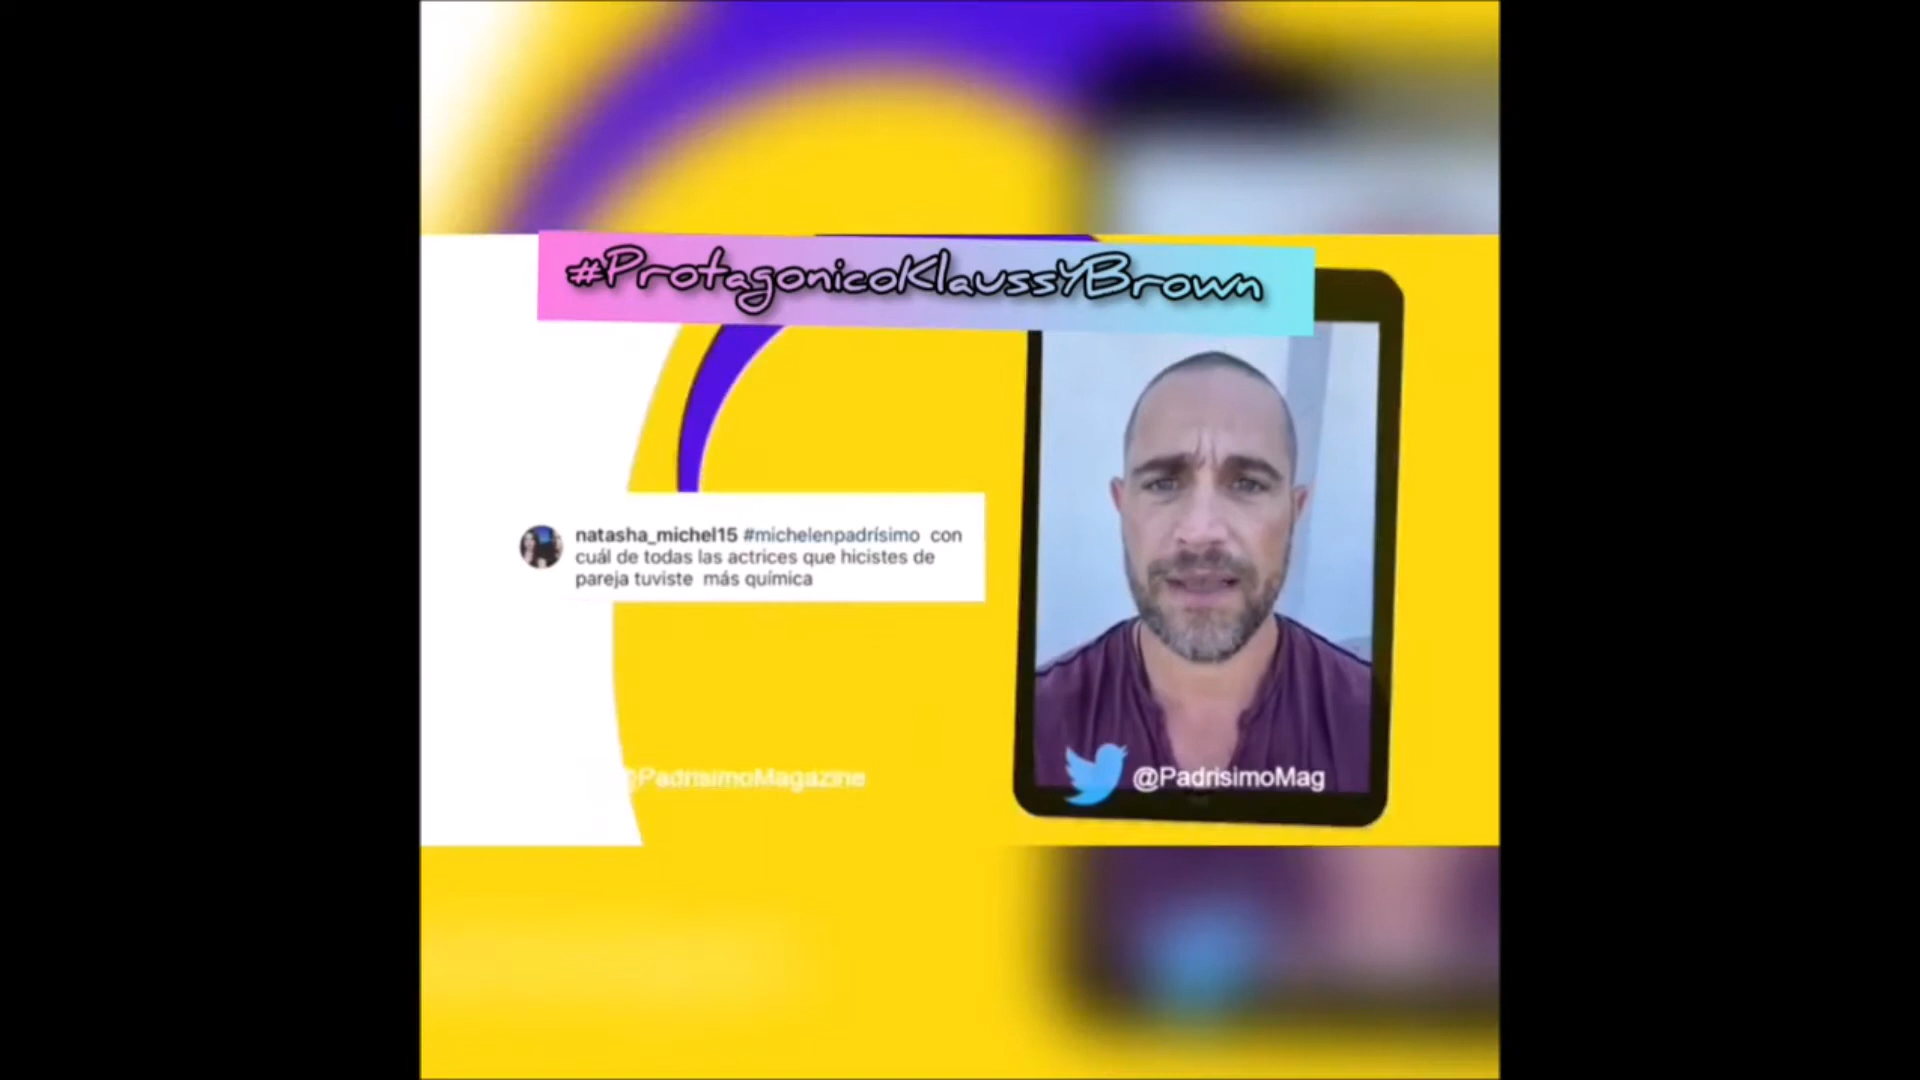 #ProtagonicoKlaussYBrown
natasha_michel15 #michelenpadrísimo con
cuál de todas las actrices que hicistes de
pareja tuviste más química
@PadrisimoMagazine
@PadrisimoMag